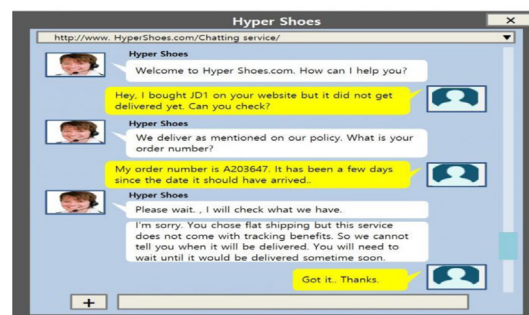 Hyper Shoes
http://www. HyperShoes.com/Chatting service/
Hyper Shoes
Welcome to Hyper Shoes.com. How can I help you?
Hey, I bought JD1 on your website but it did not get
delivered yet. Can you check?
Hyper Shoes
We deliver as mentioned on our policy. What is your
order number?
My order number is A203647. It has been a few days
since the date it should have arrived..
Hyper Shoes
Please wait. , I will check what we have.
I'm sorry. You chose flat shipping but this service
does not come with tracking benefits. So we cannot
tell you when it will be delivered. You will need to
wait until it would be delivered sometime soon.
Got it.. Thanks.